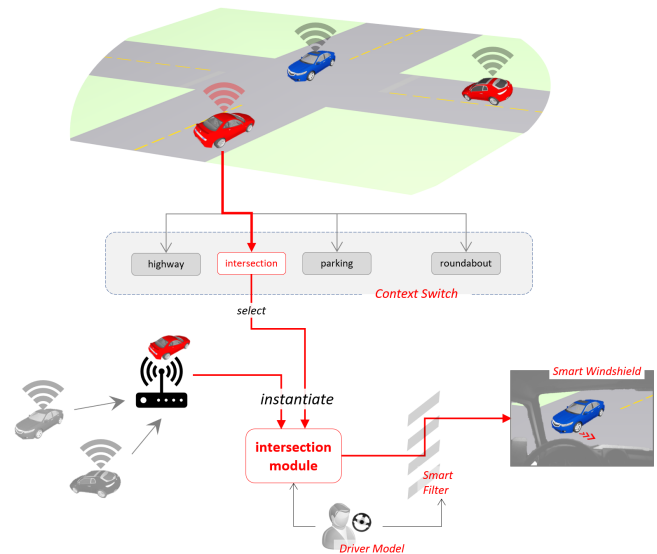 highway
intersection
parking
roundabout
Context Switch
select
Smart Windshield
instantiate
intersection
module
Smart
Filter
Driver Model